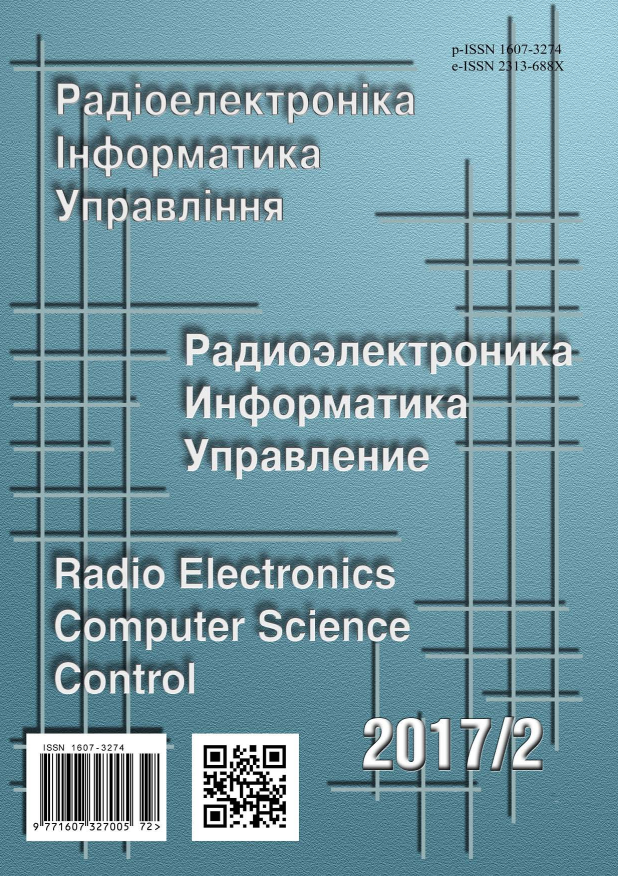 p-ISSN 1607-3274
e-ISSN 2313-688X
Радіоелектроніка
Інформатика
Управління
Радиоэлектроника
Информатика
Управление
Radio Electronics
Computer Science
Control
2017/2
ISSN 1607-3274
9 771607 327005 72>